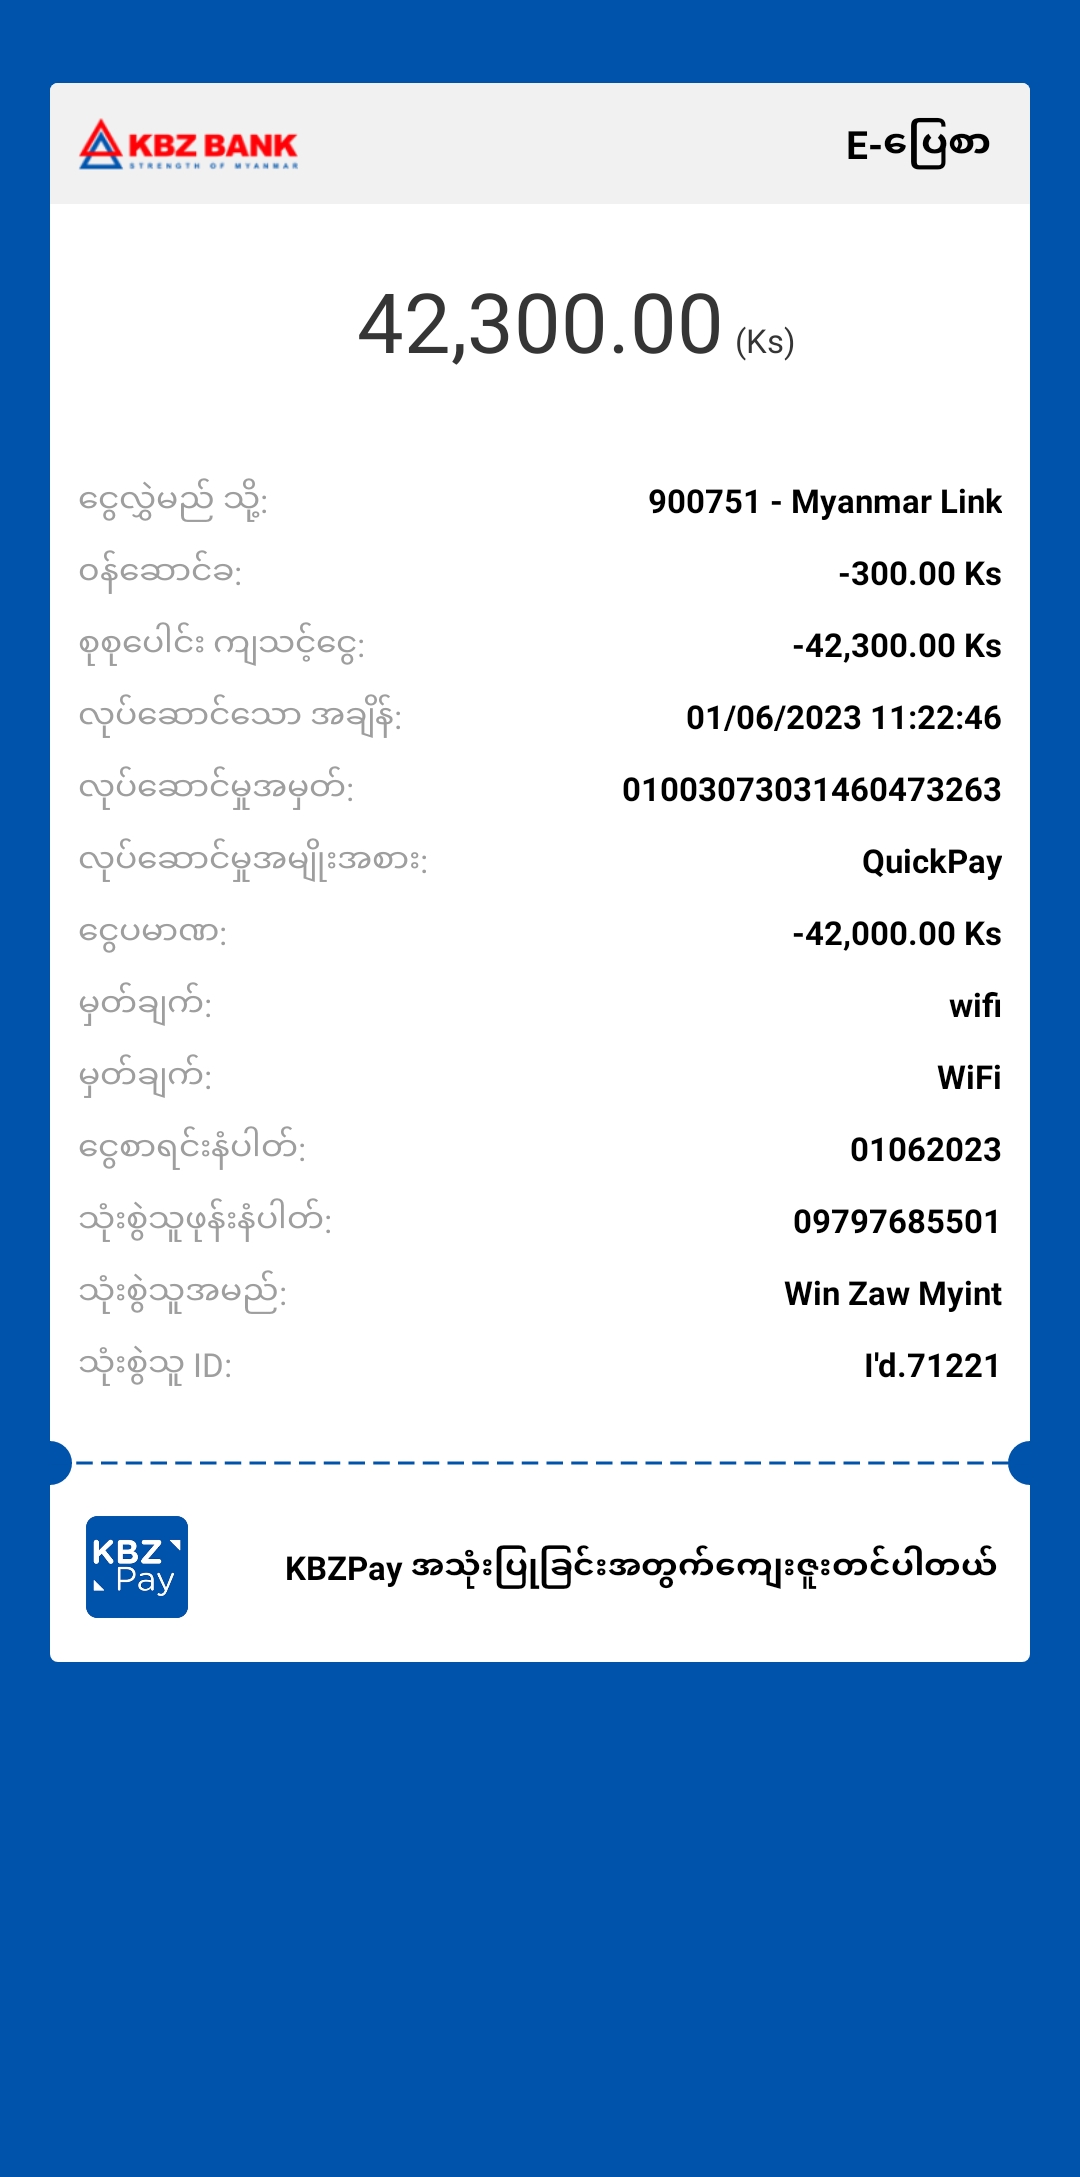 KBZ BANK
STRENGTH OF MYANMAR
E-ပြေစာ
42,300.00 (Ks)
ငွေလွှဲမည် သို့: 900751 - Myanmar Link
ဝန်ဆောင်ခ: -300.00 Ks
စုစုပေါင်း ကျသင့်ငွေ: -42,300.00 Ks
လုပ်ဆောင်သော အချိန်: 01/06/2023 11:22:46
လုပ်ဆောင်မှုအမှတ်: 01003073031460473263
လုပ်ဆောင်မှုအမျိုးအစား: QuickPay
ငွေပမာဏ: -42,000.00 Ks
မှတ်ချက်: wifi
မှတ်ချက်: WiFi
ငွေစာရင်းနံပါတ်: 01062023
သုံးစွဲသူဖုန်းနံပါတ်: 09797685501
သုံးစွဲသူအမည်: Win Zaw Myint
သုံးစွဲသူ ID: I'd.71221
KBZ Pay
KBZPay အသုံးပြုခြင်းအတွက်ကျေးဇူးတင်ပါတယ်